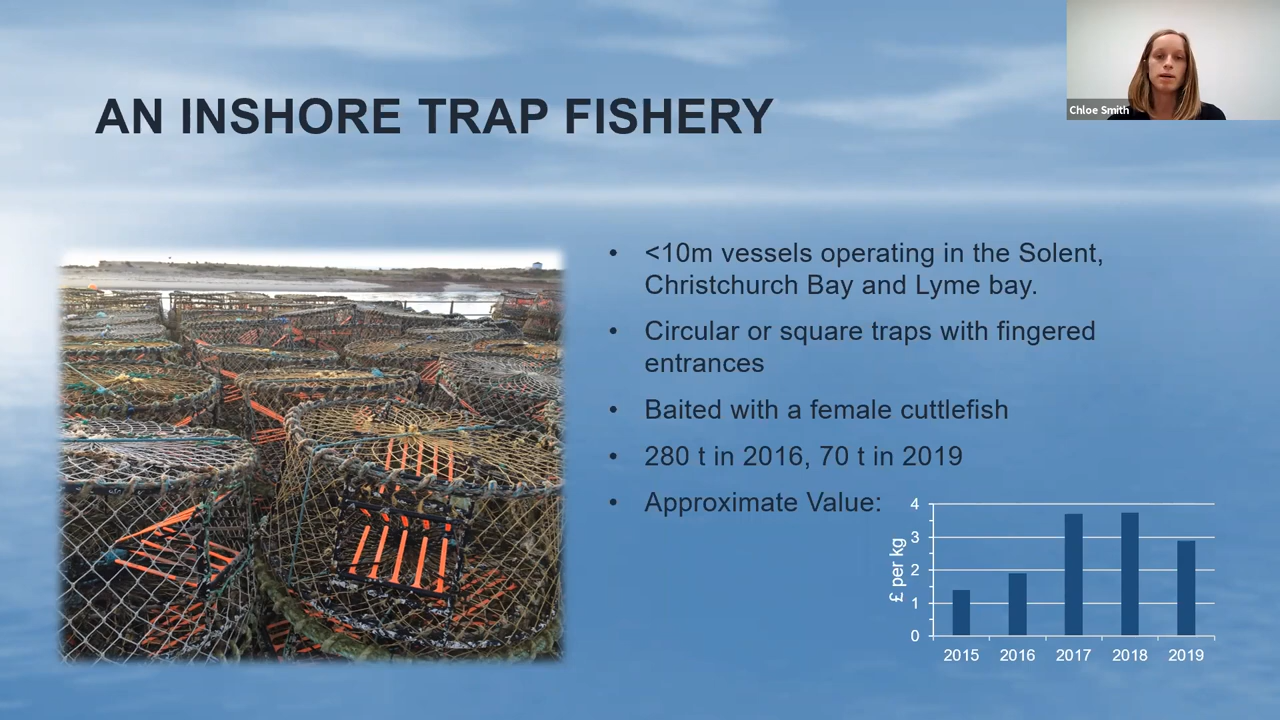 Chloe Smith
AN INSHORE TRAP FISHERY
• <10m vessels operating in the Solent,
Christchurch Bay and Lyme bay.
• Circular or square traps with fingered
entrances
• Baited with a female cuttlefish
• 280 t in 2016, 70 t in 2019
• Approximate Value:
£ per kg
4
3
2
1
0
2015 2016 2017 2018 2019